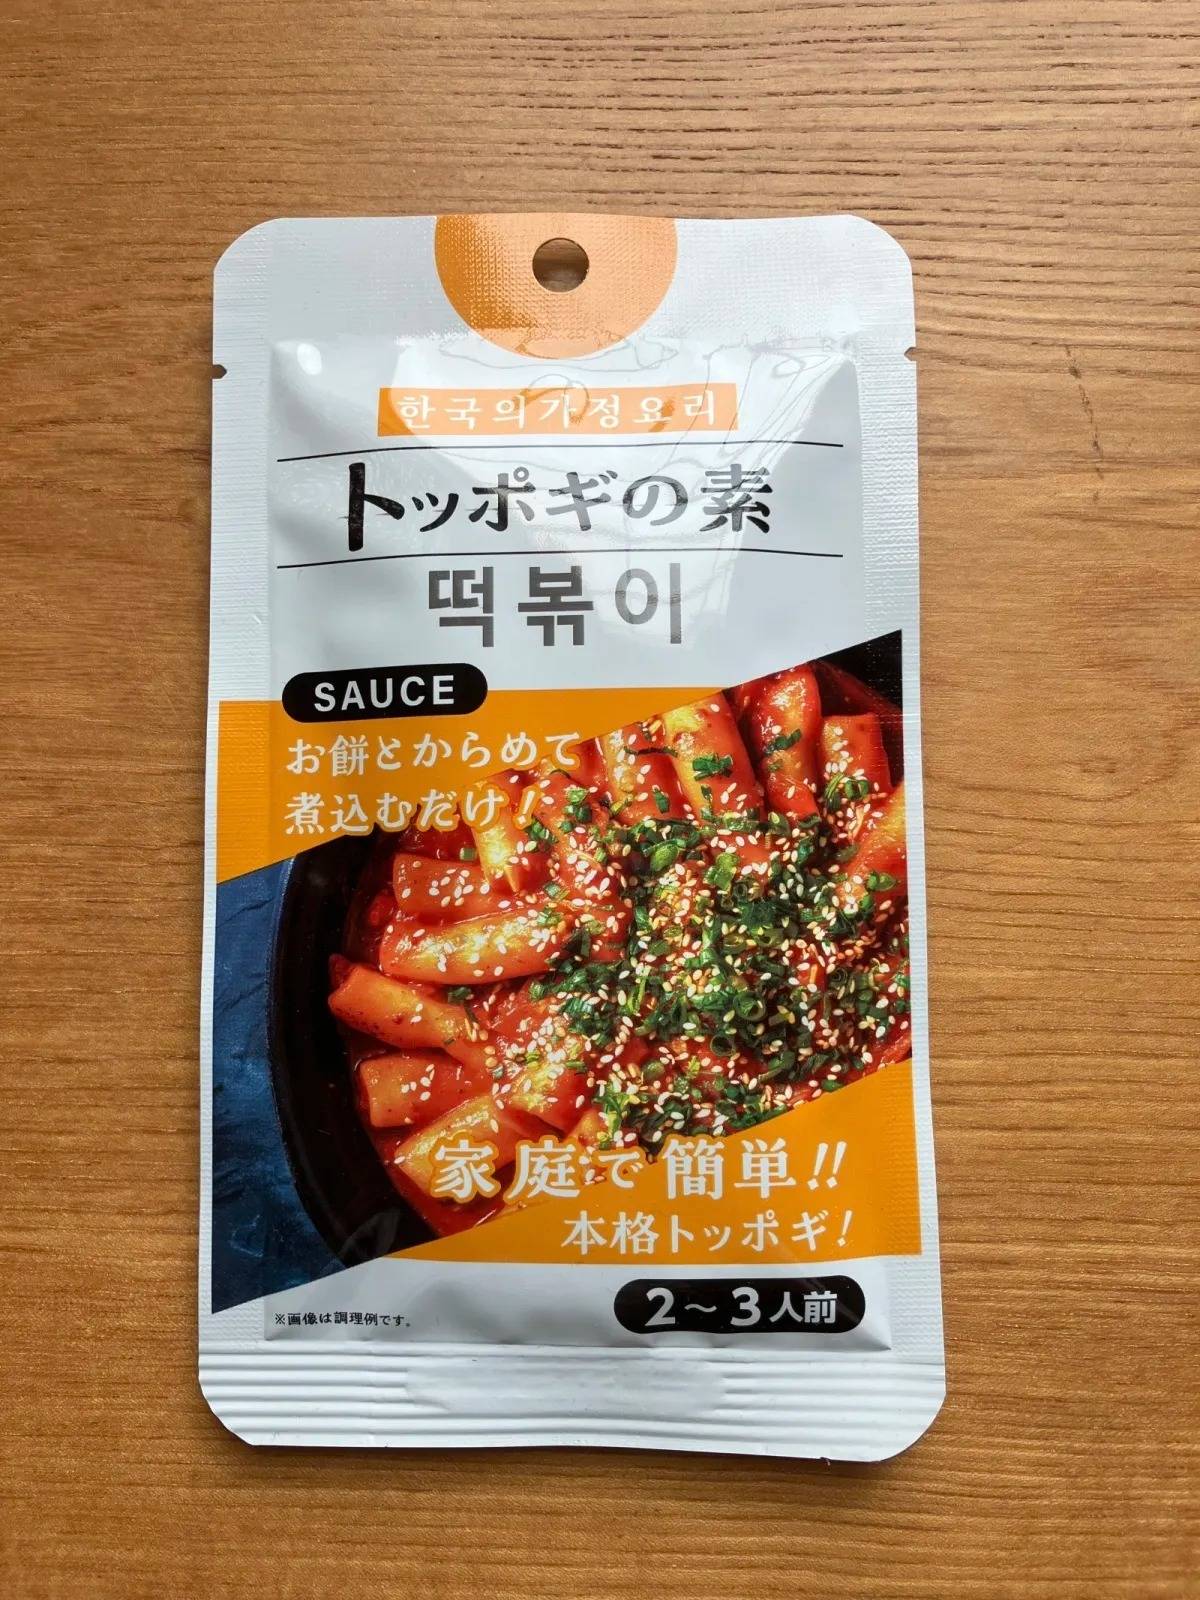 한국의가정요리
トッポギの素
떡볶이
SAUCE
お餅とからめて
煮込むだけ!
家庭で簡単!!
本格トッポギ!
2～3人前
※画像は調理例です。